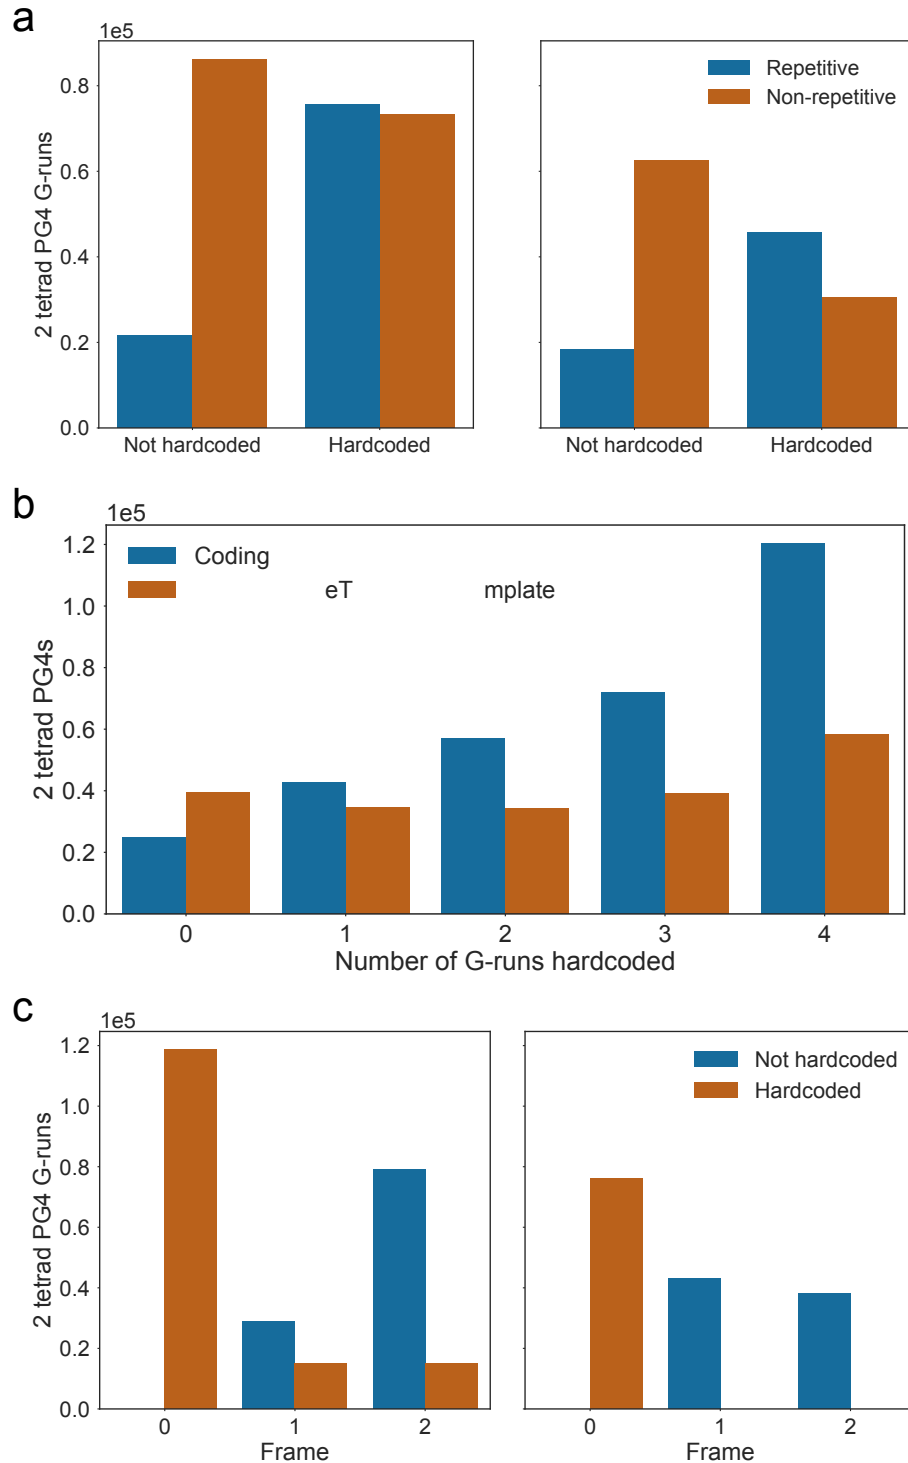 a
1e5
0.8
0.6
0.4
0.2
0.0
2 tetrad PG4 G-runs
Not hardcoded Hardcoded
Repetitive
Non-repetitive
Not hardcoded Hardcoded
b
1e5
1.2
1.0
0.8
0.6
0.4
0.2
0.0
2 tetrad PG4s
Coding
eT mplate
0 1 2 3 4
Number of G-runs hardcoded
c
1e5
1.2
1.0
0.8
0.6
0.4
0.2
0.0
2 tetrad PG4 G-runs
0 1 2
Frame
Not hardcoded
Hardcoded
0 1 2
Frame